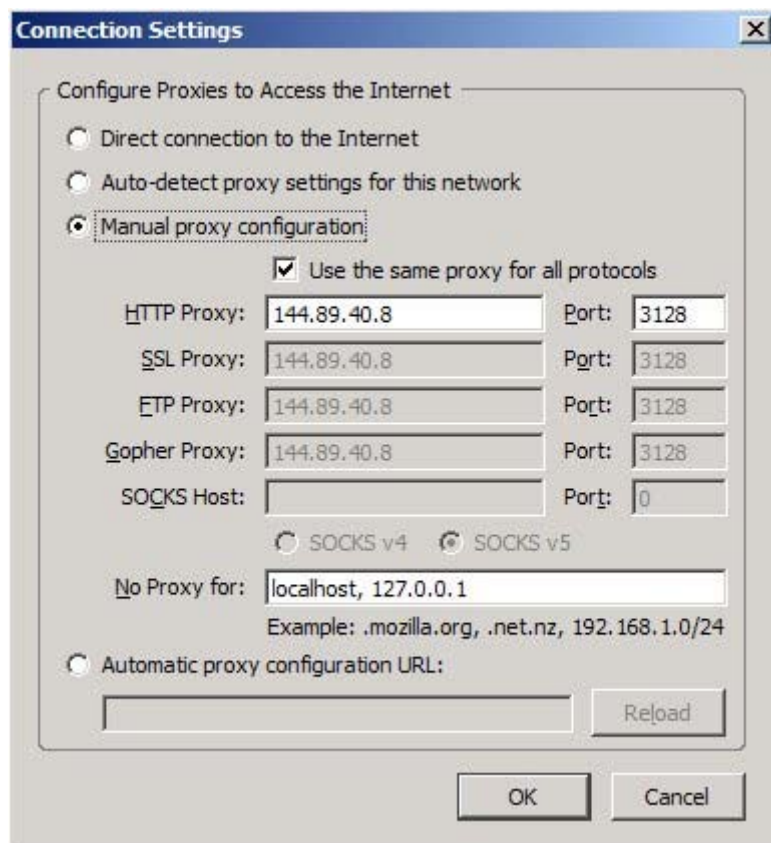 Connection Settings
Configure Proxies to Access the Internet
Direct connection to the Internet
Auto-detect proxy settings for this network
Manual proxy configuration
Use the same proxy for all protocols
HTTP Proxy: 144.89.40.8 Port: 3128
SSL Proxy: 144.89.40.8 Port: 3128
FTP Proxy: 144.89.40.8 Port: 3128
Gopher Proxy: 144.89.40.8 Port: 3128
SOCKS Host: Port: 0
SOCKS v4 SOCKS v5
No Proxy for: localhost, 127.0.0.1
Example: .mozilla.org, .net.nz, 192.168.1.0/24
Automatic proxy configuration URL:
Reload
OK Cancel